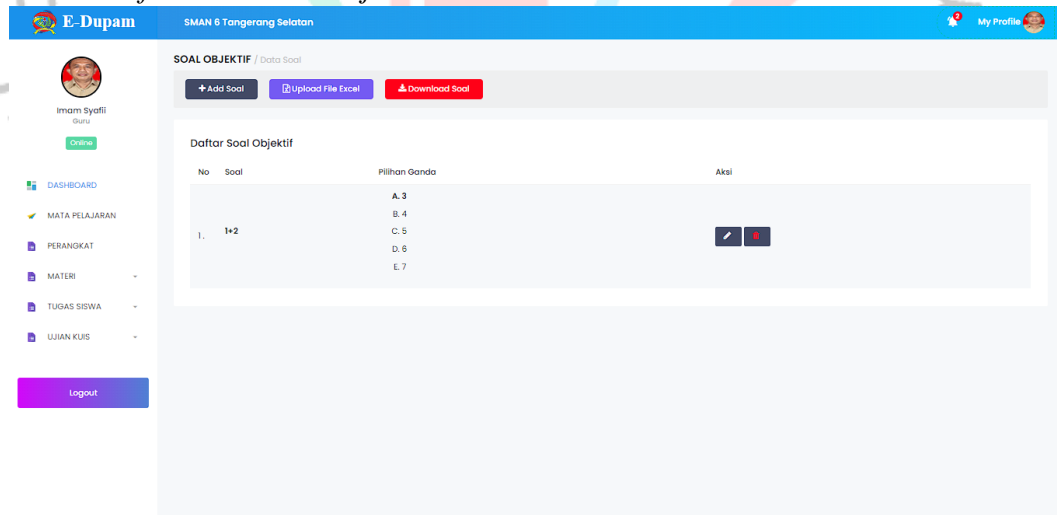 E-Dupam
SMAN 6 Tangerang Selatan
2
My Profile
Imam Syafii
Guru
Online
DASHBOARD
MATA PELAJARAN
PERANGKAT
MATERI
TUGAS SISWA
UJIAN KUIS
Logout
SOAL OBJEKTIF / Data Soal
+Add Soal
Upload File Excel
Download Soal
Daftar Soal Objektif
No Soal Pilihan Ganda Aksi
A. 3
B. 4
1. 1+2 C. 5
D. 6
E. 7